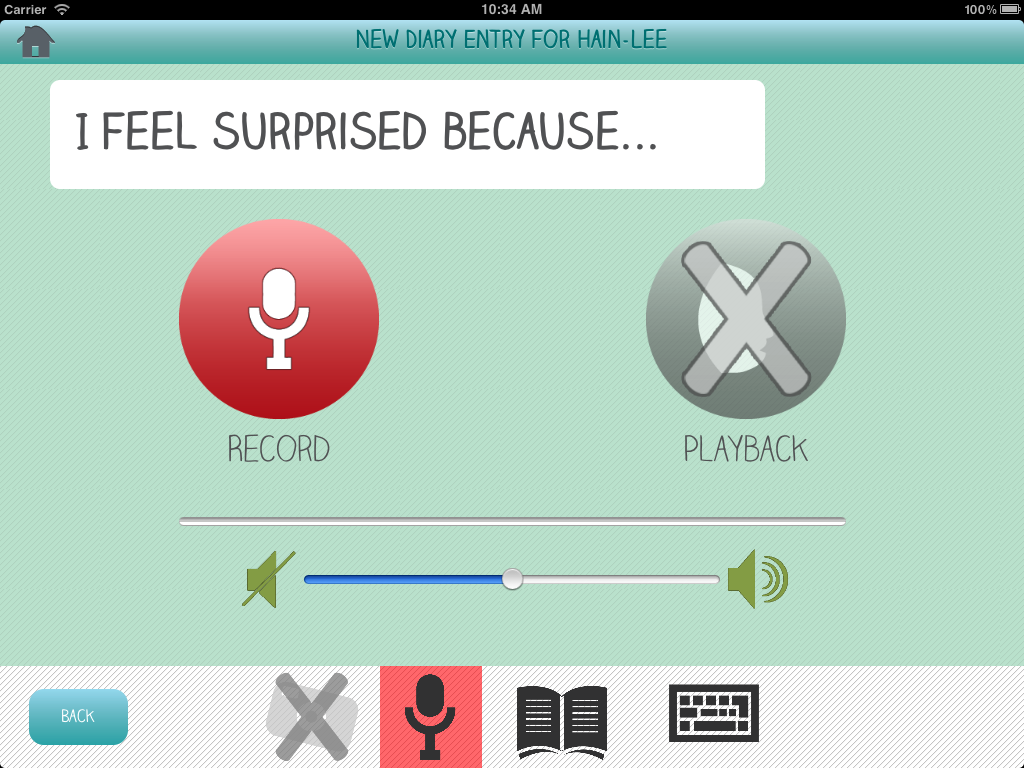 Carrier
10:34 AM
100%
NEW DIARY ENTRY FOR HAIN-LEE
I FEEL SURPRISED BECAUSE...
RECORD
PLAYBACK
BACK